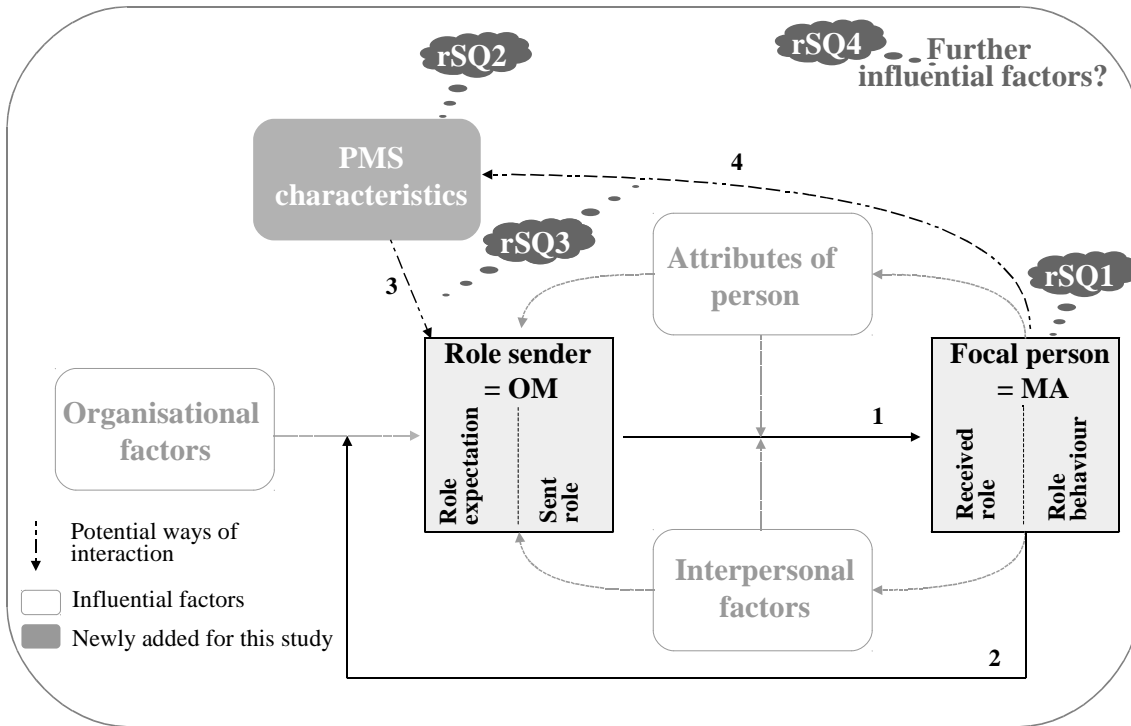 rSQ2
rSQ4
Further
influential factors?
PMS
characteristics
4
rSQ3
3
Attributes of
person
rSQ1
Role sender
= OM
Role
expectation
Sent
role
Focal person
= MA
Received
role
Role
behaviour
1
Organisational
factors
Interpersonal
factors
2
Potential ways of
interaction
Influential factors
Newly added for this study